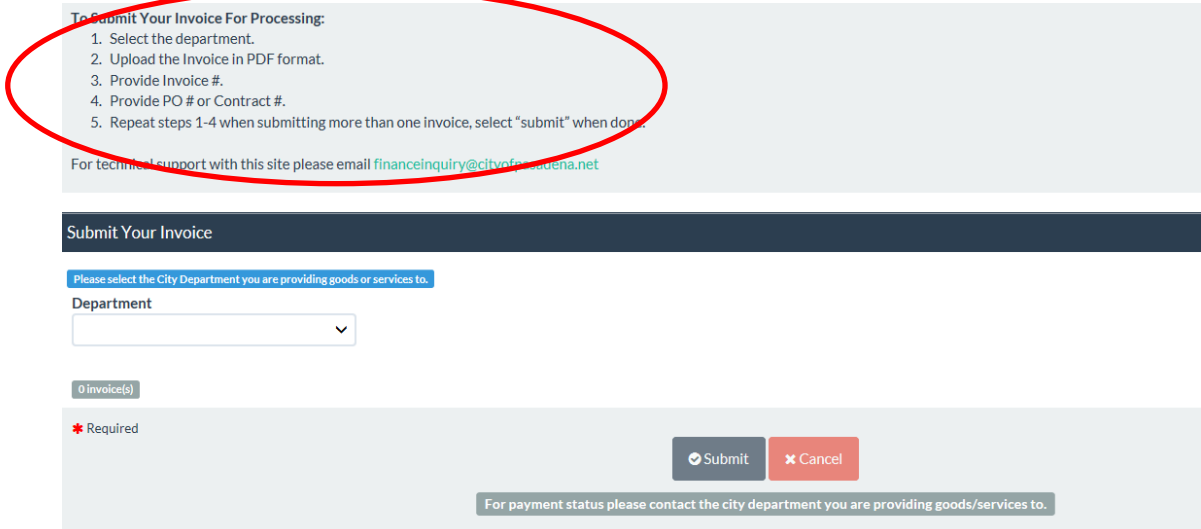 To Submit Your Invoice For Processing:
1. Select the department.
2. Upload the Invoice in PDF format.
3. Provide Invoice #.
4. Provide PO # or Contract #.
5. Repeat steps 1-4 when submitting more than one invoice, select “submit” when done.
For technical support with this site please email financeinquiry@cityofpasadena.net
Submit Your Invoice
Please select the City Department you are providing goods or services to.
Department
0 invoice(s)
✱ Required
Submit
Cancel
For payment status please contact the city department you are providing goods/services to.